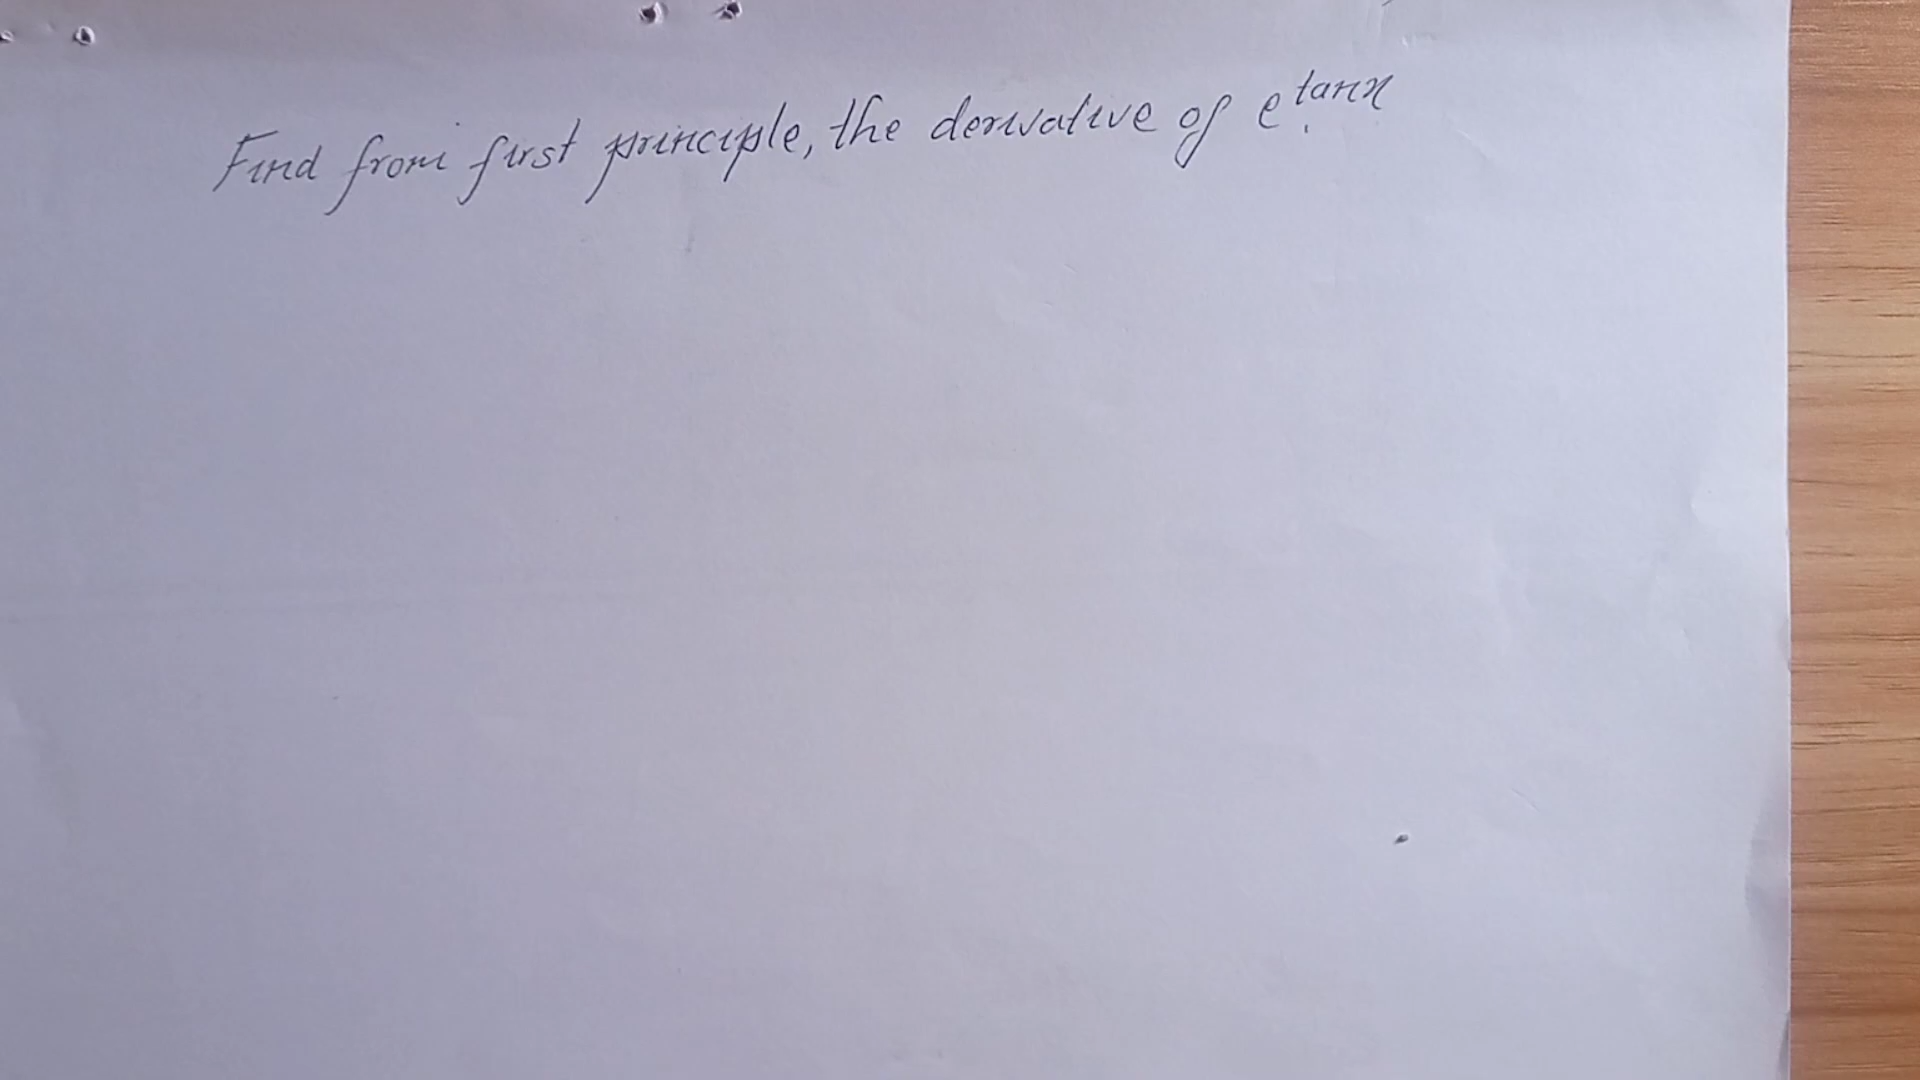 Find from first principle, the derivative of e^tanx